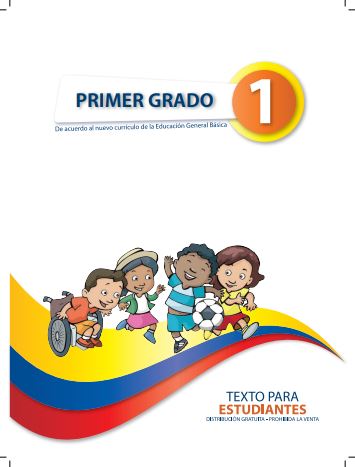 PRIMER GRADO
1
De acuerdo al nuevo currículo de la Educación General Básica
TEXTO PARA
ESTUDIANTES
DISTRIBUCIÓN GRATUITA - PROHIBIDA LA VENTA